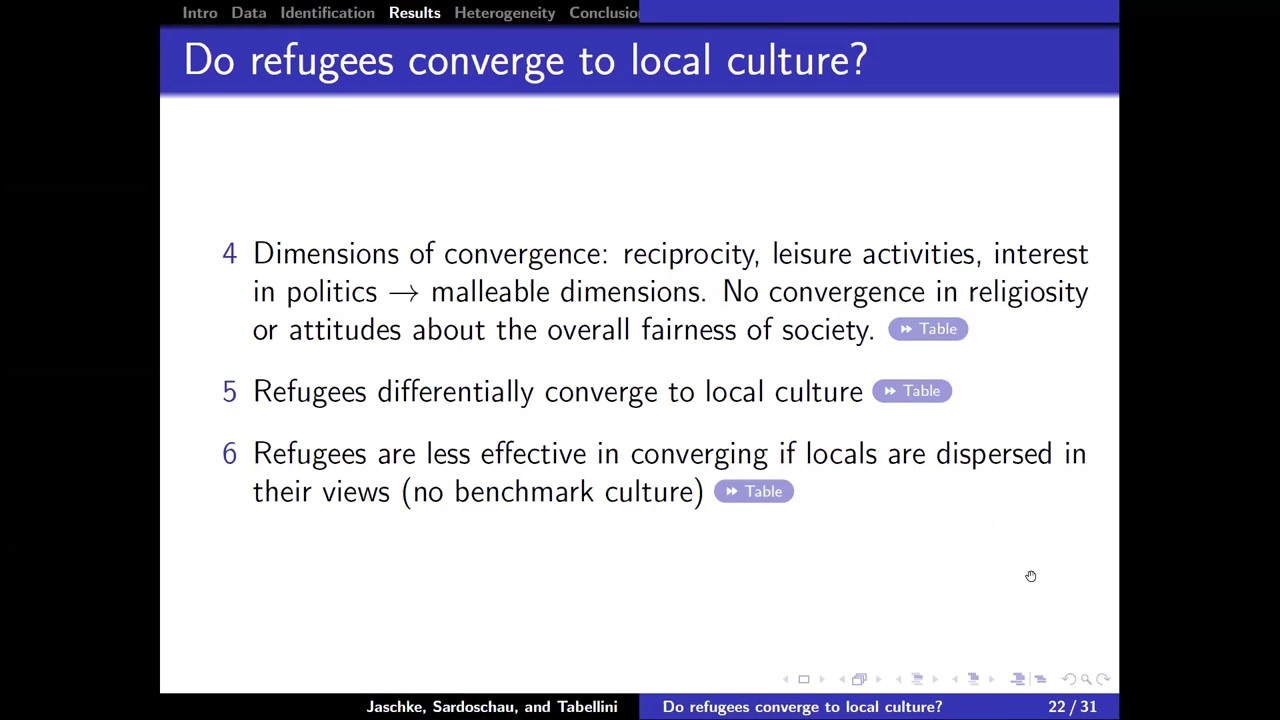 Intro Data Identification Results Heterogeneity Conclusion
Do refugees converge to local culture?
4 Dimensions of convergence: reciprocity, leisure activities, interest
in politics → malleable dimensions. No convergence in religiosity
or attitudes about the overall fairness of society. Table
5 Refugees differentially converge to local culture Table
6 Refugees are less effective in converging if locals are dispersed in
their views (no benchmark culture) Table
Jaschke, Sardoschau, and Tabellini Do refugees converge to local culture? 22 / 31